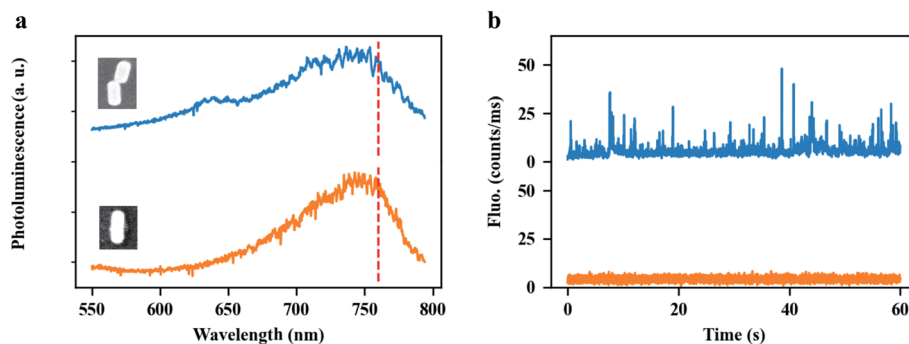 a
Photoluminescence (a. u.)
550 600 650 700 750 800
Wavelength (nm)
b
Fluo. (counts/ms)
50
25
0
50
25
0
0 20 40 60
Time (s)